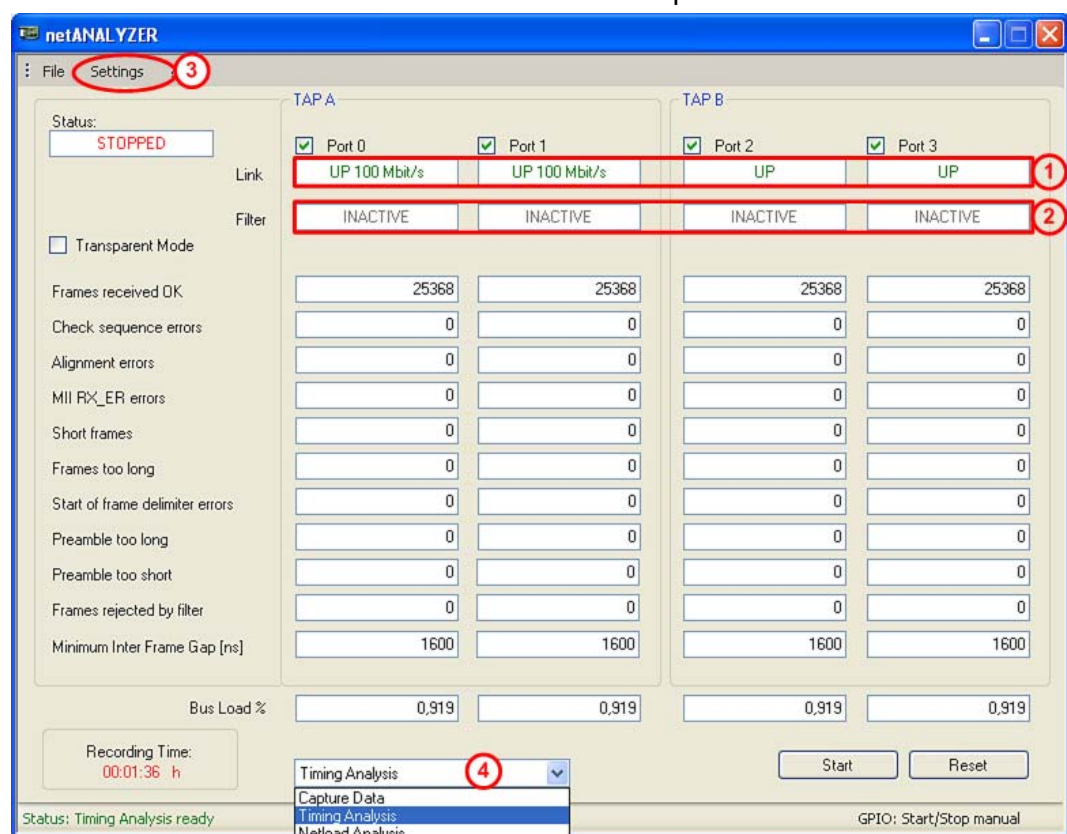 netANALYZER
File Settings 3
TAP A TAP B
Status:
STOPPED
Port 0 Port 1 Port 2 Port 3
Link UP 100 Mbit/s UP 100 Mbit/s UP UP 1
Filter INACTIVE INACTIVE INACTIVE INACTIVE 2
Transparent Mode
Frames received OK 25368 25368 25368 25368
Check sequence errors 0 0 0 0
Alignment errors 0 0 0 0
MII RX_ER errors 0 0 0 0
Short frames 0 0 0 0
Frames too long 0 0 0 0
Start of frame delimiter errors 0 0 0 0
Preamble too long 0 0 0 0
Preamble too short 0 0 0 0
Frames rejected by filter 0 0 0 0
Minimum Inter Frame Gap [ns] 1600 1600 1600 1600
Bus Load % 0,919 0,919 0,919 0,919
Recording Time:
00:01:36 h
Timing Analysis 4 Start Reset
Capture Data
Timing Analysis
Netload Analysis
Status: Timing Analysis ready GPIO: Start/Stop manual